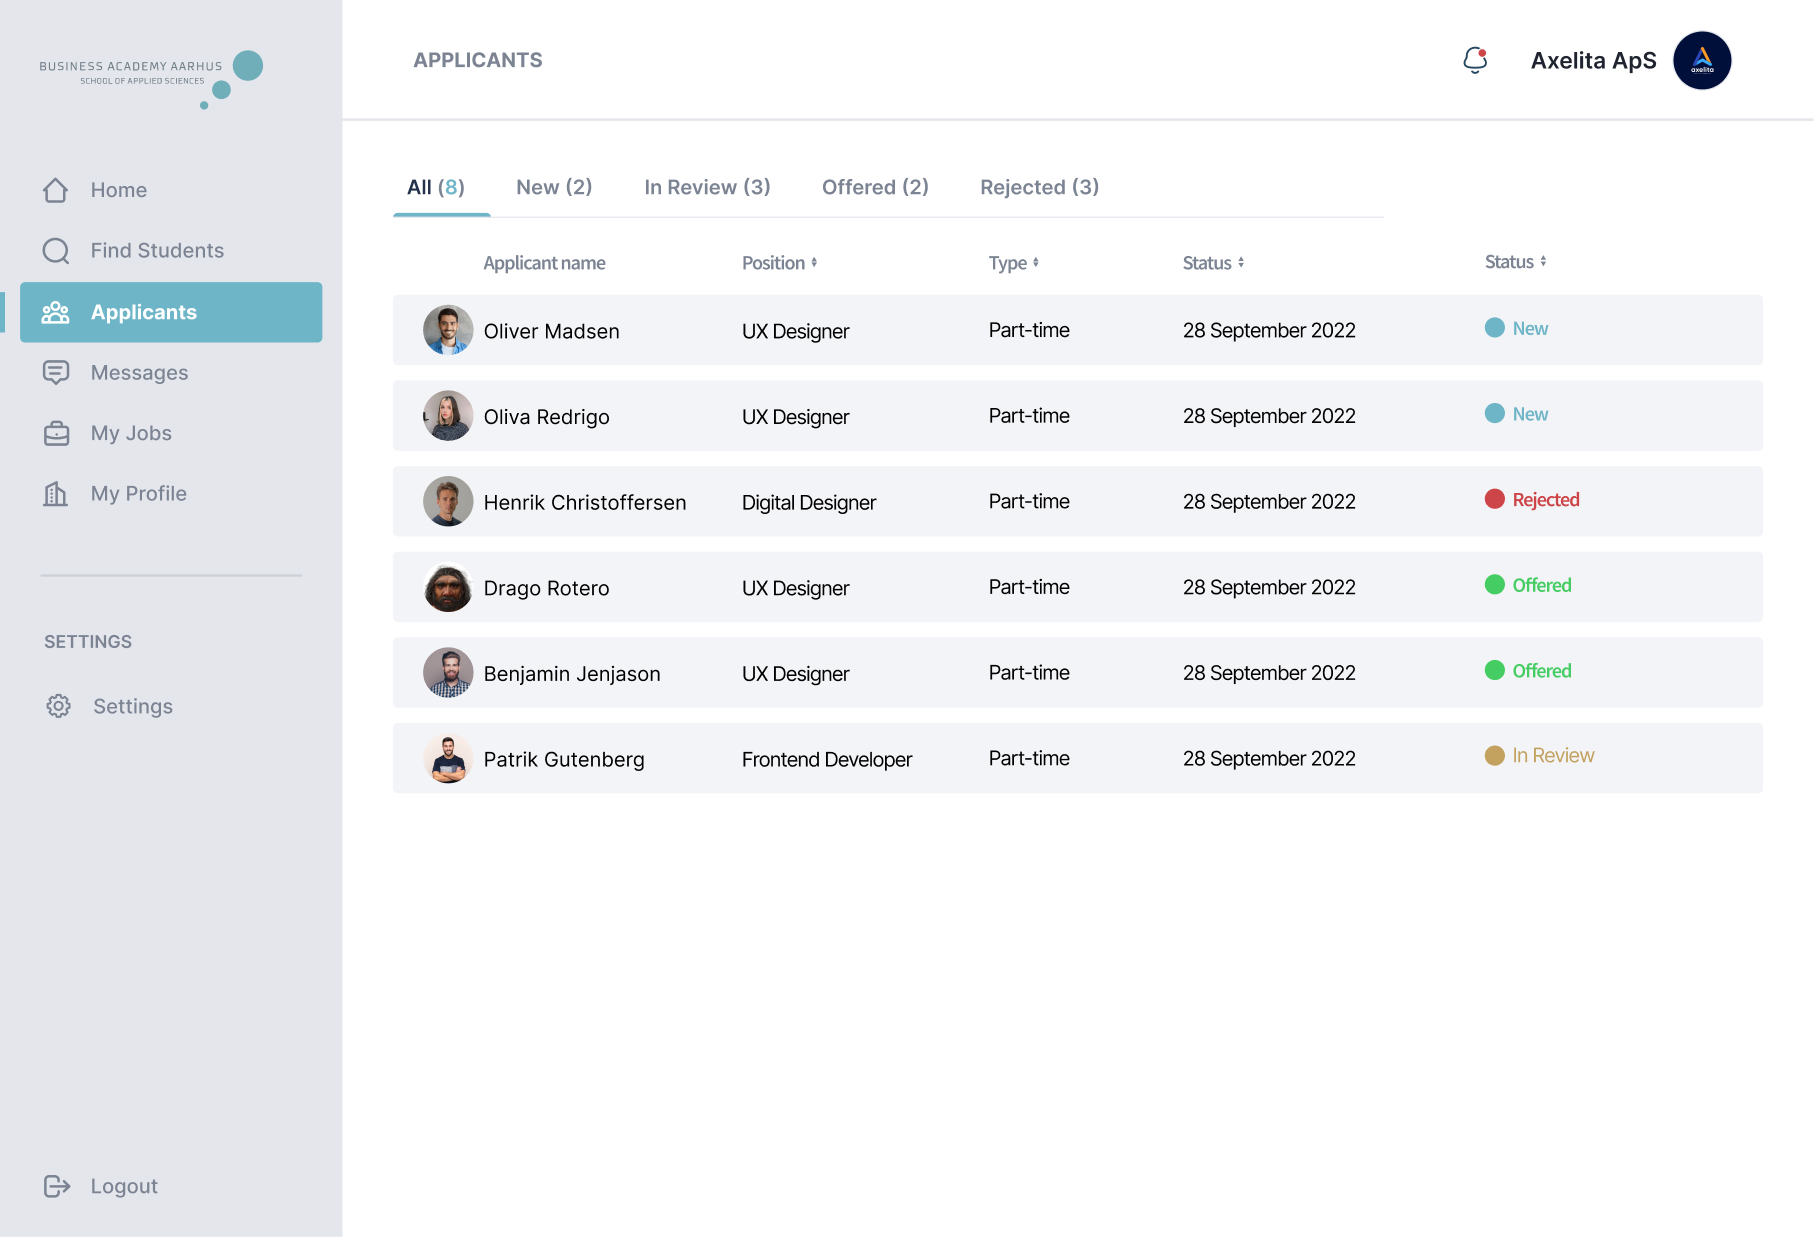 BUSINESS ACADEMY AARHUS
SCHOOL OF APPLIED SCIENCES
Home
Find Students
Applicants
Messages
My Jobs
My Profile
SETTINGS
Settings
Logout
APPLICANTS
Axelita ApS
axelita
All (8) New (2) In Review (3) Offered (2) Rejected (3)
Applicant name Position Type Status Status
Oliver Madsen UX Designer Part-time 28 September 2022 New
Oliva Redrigo UX Designer Part-time 28 September 2022 New
Henrik Christoffersen Digital Designer Part-time 28 September 2022 Rejected
Drago Rotero UX Designer Part-time 28 September 2022 Offered
Benjamin Jenjason UX Designer Part-time 28 September 2022 Offered
Patrik Gutenberg Frontend Developer Part-time 28 September 2022 In Review